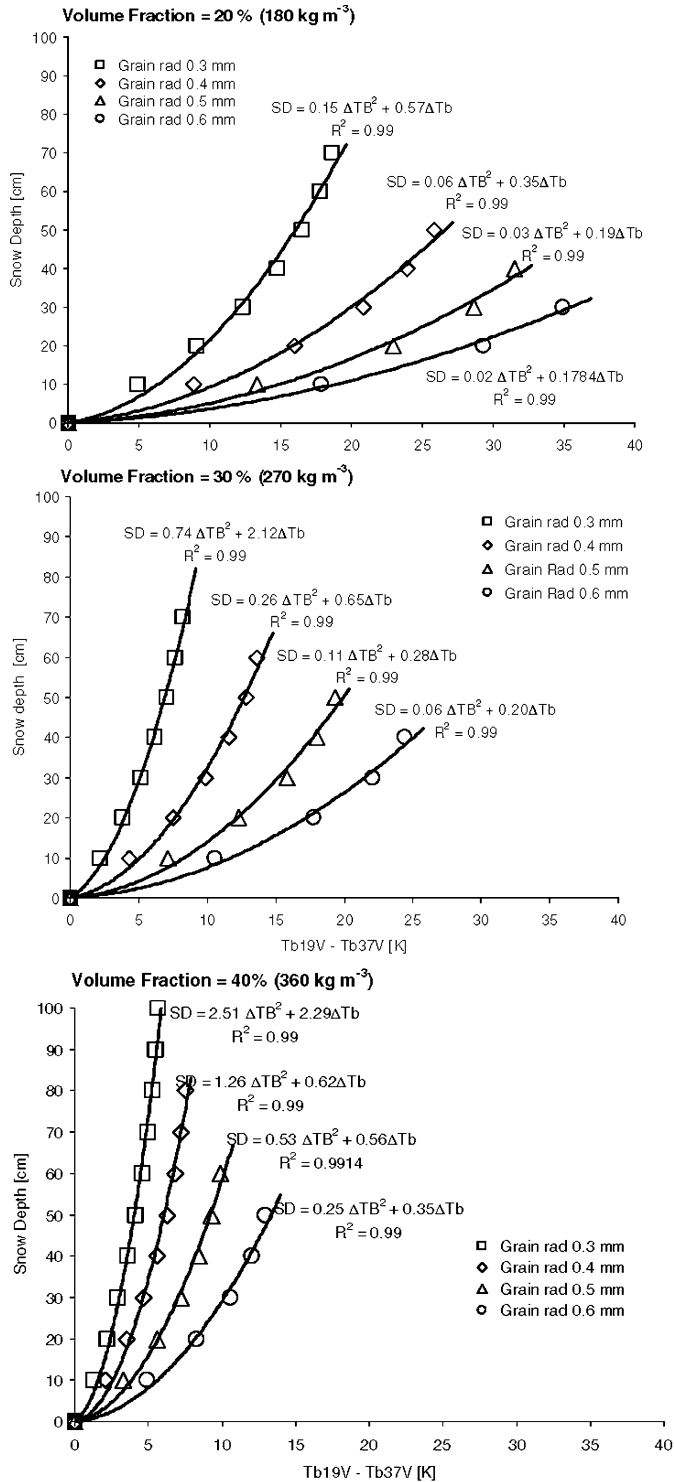 Volume Fraction = 20 % (180 kg m-3)
100
90
80
70
60
50
40
30
20
10
0
Snow Depth [cm]
Grain rad 0.3 mm
Grain rad 0.4 mm
Grain rad 0.5 mm
Grain rad 0.6 mm
SD = 0.15 ΔTB² + 0.57ΔTb
R² = 0.99
SD = 0.06 ΔTB² + 0.35ΔTb
R² = 0.99
SD = 0.03 ΔTB² + 0.19ΔTb
R² = 0.99
SD = 0.02 ΔTB² + 0.1784ΔTb
R² = 0.99
0 5 10 15 20 25 30 35 40
Volume Fraction = 30 % (270 kg m-3)
100
90
80
70
60
50
40
30
20
10
0
Snow depth [cm]
Grain rad 0.3 mm
Grain rad 0.4 mm
Grain Rad 0.5 mm
Grain Rad 0.6 mm
SD = 0.74 ΔTB² + 2.12ΔTb
R² = 0.99
SD = 0.26 ΔTB² + 0.65ΔTb
R² = 0.99
SD = 0.11 ΔTB² + 0.28ΔTb
R² = 0.99
SD = 0.06 ΔTB² + 0.20ΔTb
R² = 0.99
0 5 10 15 20 25 30 35 40
Tb19V - Tb37V [K]
Volume Fraction = 40% (360 kg m-3)
100
90
80
70
60
50
40
30
20
10
0
Snow Depth [cm]
SD = 2.51 ΔTB² + 2.29ΔTb
R² = 0.99
SD = 1.26 ΔTB² + 0.62ΔTb
R² = 0.99
SD = 0.53 ΔTB² + 0.56ΔTb
R² = 0.9914
SD = 0.25 ΔTB² + 0.35ΔTb
R² = 0.99
Grain rad 0.3 mm
Grain rad 0.4 mm
Grain rad 0.5 mm
Grain rad 0.6 mm
0 5 10 15 20 25 30 35 40
Tb19V - Tb37V [K]